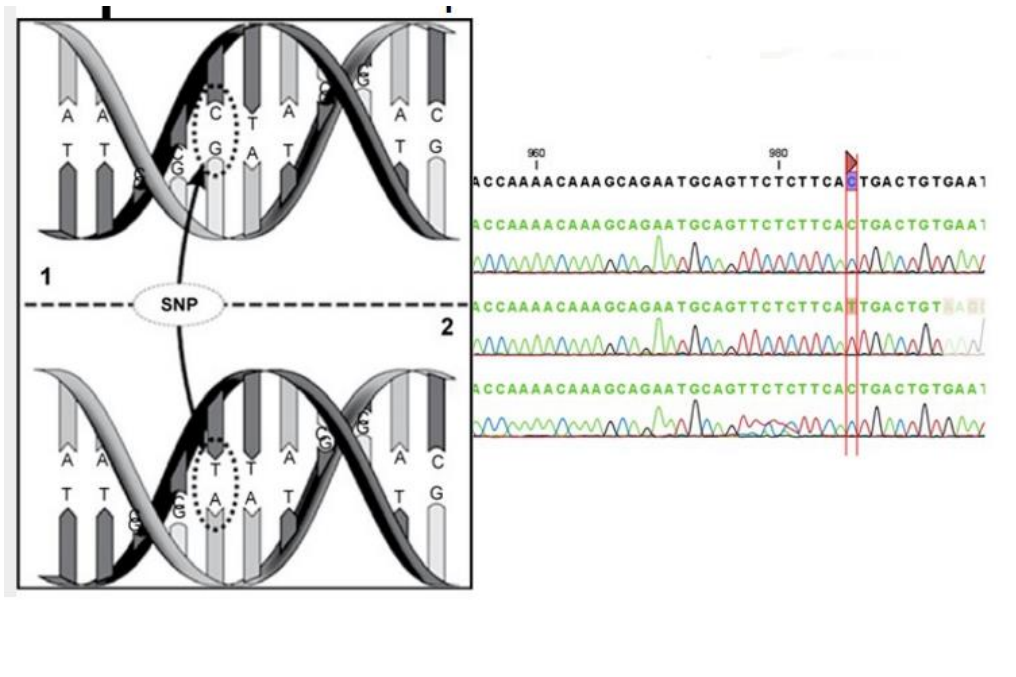 A A C C T A G A C
T T G G A T T G
1
SNP
2
A A C T T A C A C
T T G A A T G T G
960 980
ACCAAAACAAAGCAGAATGCAGTTCTCTTCACTGACTGTGAAT
ACCAAAACAAAGCAGAATGCAGTTCTCTTCACTGACTGTGAAT
ACCAAAACAAAGCAGAATGCAGTTCTCTTCATTGACTGT
ACCAAAACAAAGCAGAATGCAGTTCTCTTCACTGACTGTGAAT